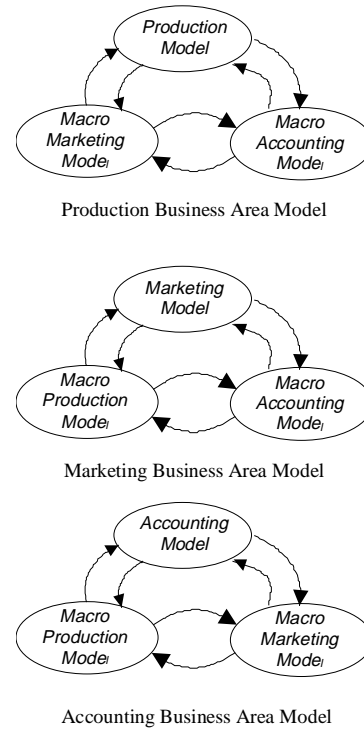 Production
Model
Macro
Marketing
Model
Macro
Accounting
Model
Production Business Area Model
Marketing
Model
Macro
Production
Model
Macro
Accounting
Model
Marketing Business Area Model
Accounting
Model
Macro
Production
Model
Macro
Marketing
Model
Accounting Business Area Model